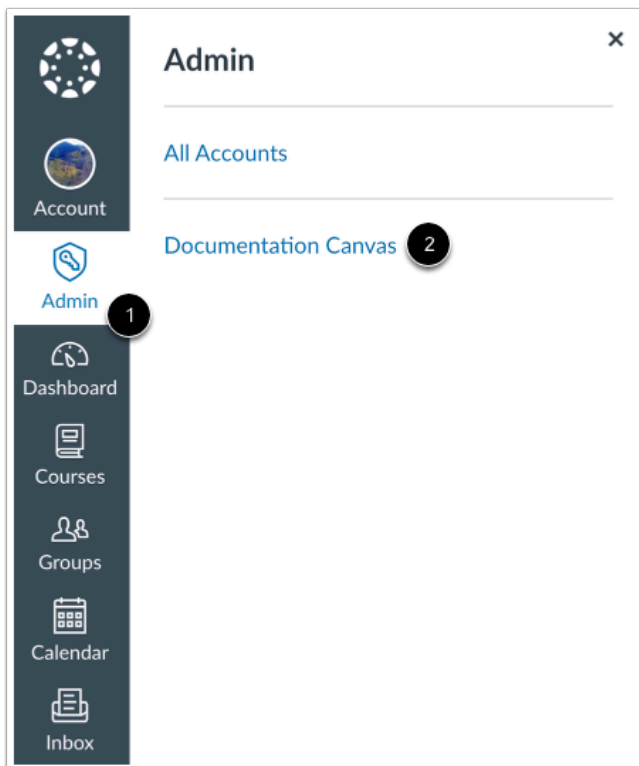 Admin
×
All Accounts
Account
Documentation Canvas 2
Admin 1
Dashboard
Courses
Groups
Calendar
Inbox